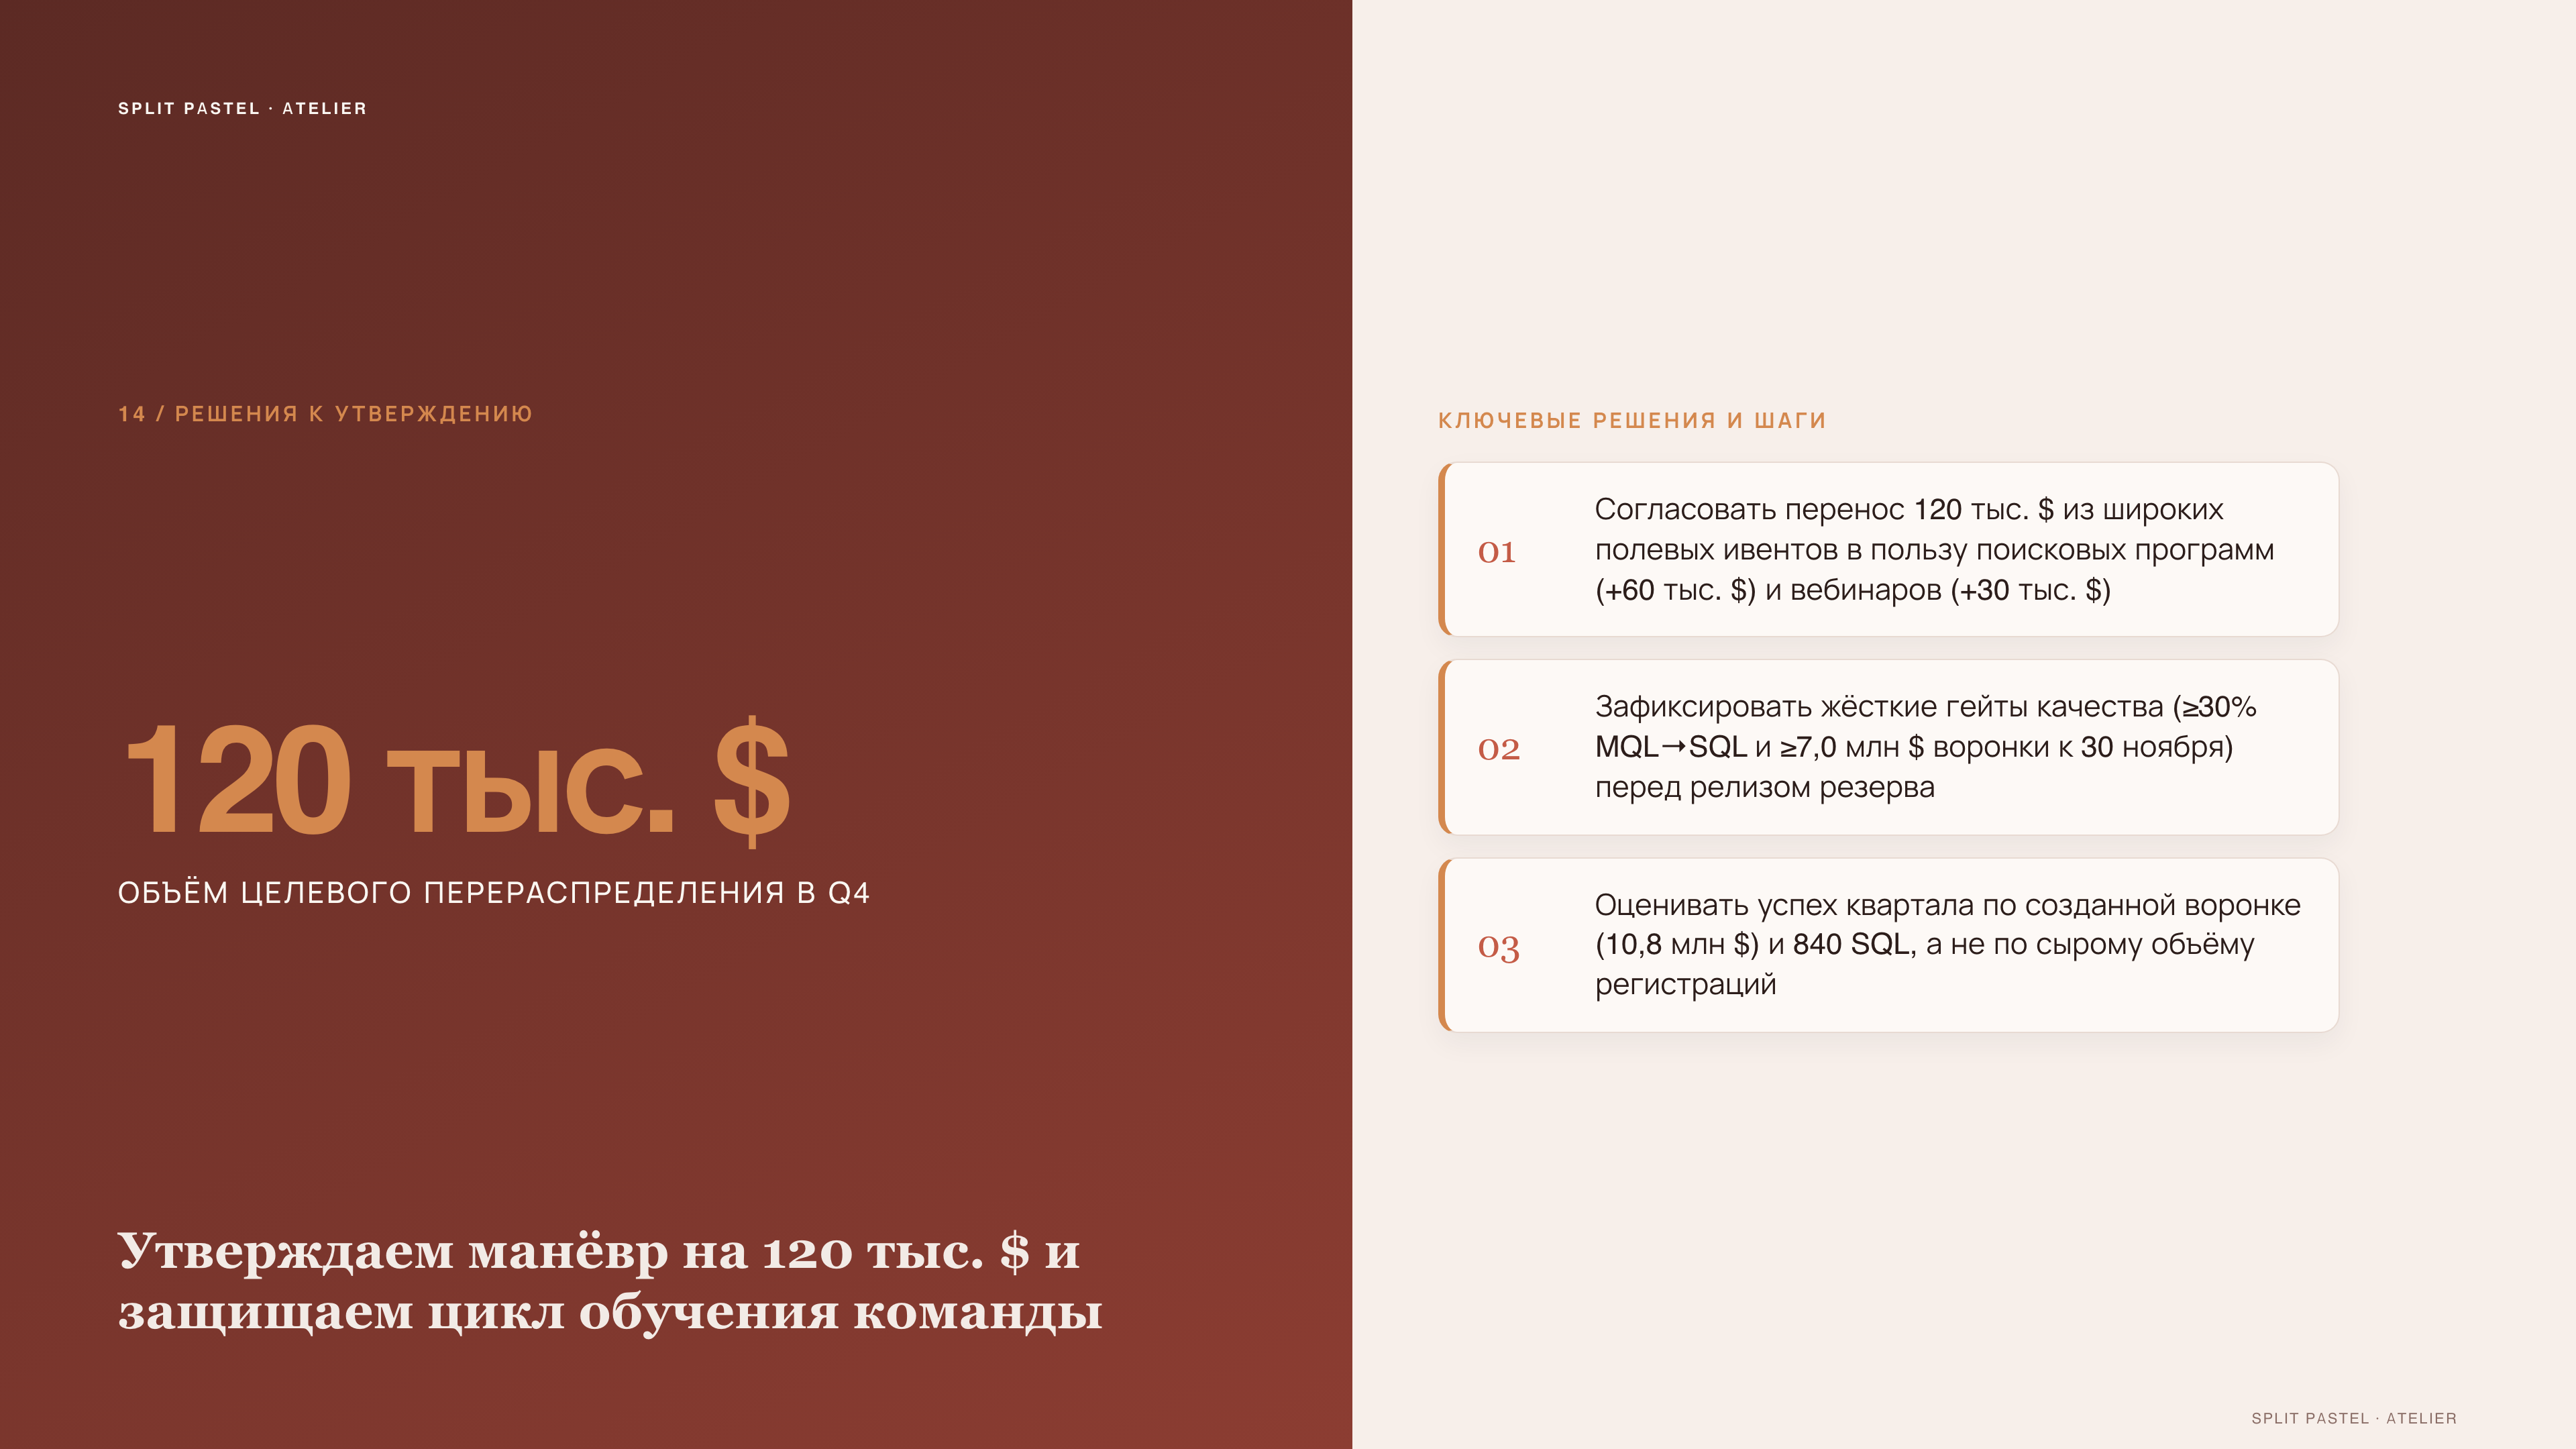 SPLIT PASTEL · ATELIER
14 / РЕШЕНИЯ К УТВЕРЖДЕНИЮ
120 тыс. $
ОБЪЁМ ЦЕЛЕВОГО ПЕРЕРАСПРЕДЕЛЕНИЯ В Q4
Утверждаем манёвр на 120 тыс. $ и
защищаем цикл обучения команды
КЛЮЧЕВЫЕ РЕШЕНИЯ И ШАГИ
01
Согласовать перенос 120 тыс. $ из широких
полевых ивентов в пользу поисковых программ
(+60 тыс. $) и вебинаров (+30 тыс. $)
02
Зафиксировать жёсткие гейты качества (≥30%
MQL→SQL и ≥7,0 млн $ воронки к 30 ноября)
перед релизом резерва
03
Оценивать успех квартала по созданной воронке
(10,8 млн $) и 840 SQL, а не по сырому объёму
регистраций
SPLIT PASTEL · ATELIER